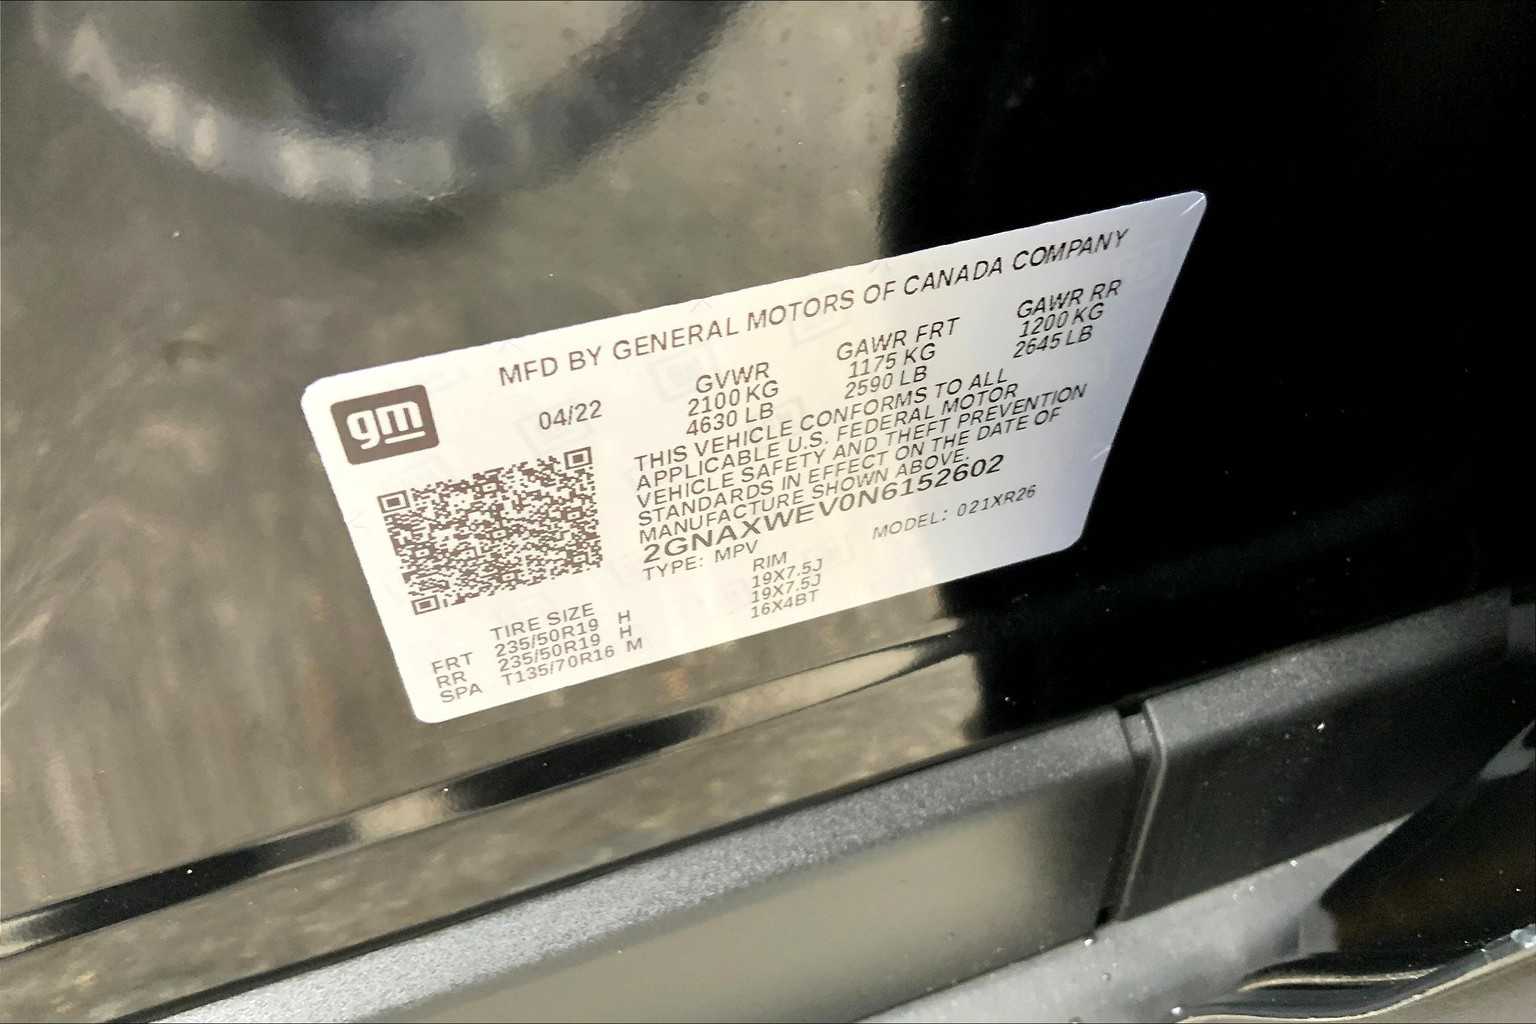 MFD BY GENERAL MOTORS OF CANADA COMPANY
gm
04/22
GVWR
2100 KG
4630 LB
GAWR FRT
1175 KG
2590 LB
GAWR RR
1200 KG
2645 LB
THIS VEHICLE CONFORMS TO ALL
APPLICABLE U.S. FEDERAL MOTOR
VEHICLE SAFETY AND THEFT PREVENTION
STANDARDS IN EFFECT ON THE DATE OF
MANUFACTURE SHOWN ABOVE.
2GNAXWEV0N6152602
TYPE: MPV
MODEL: 021XR26
TIRE SIZE RIM
FRT 235/50R19 H 19X7.5J
RR 235/50R19 H 19X7.5J
SPA T135/70R16 M 16X4BT